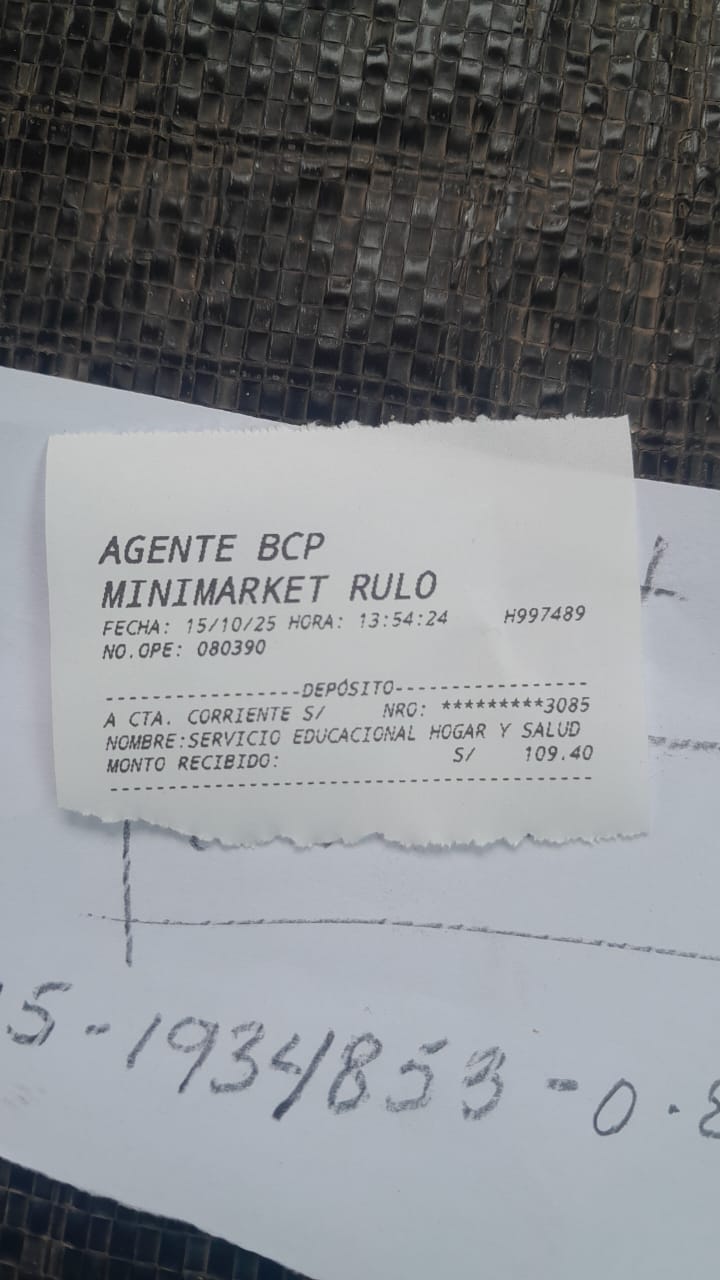 AGENTE BCP
MINIMARKET RULO
FECHA: 15/10/25 HORA: 13:54:24 H997489
NO.OPE: 080390
------------------DEPÓSITO------------------
A CTA. CORRIENTE S/ NRO: *********3085
NOMBRE:SERVICIO EDUCACIONAL HOGAR Y SALUD
MONTO RECIBIDO: S/ 109.40
5-1934853-0-